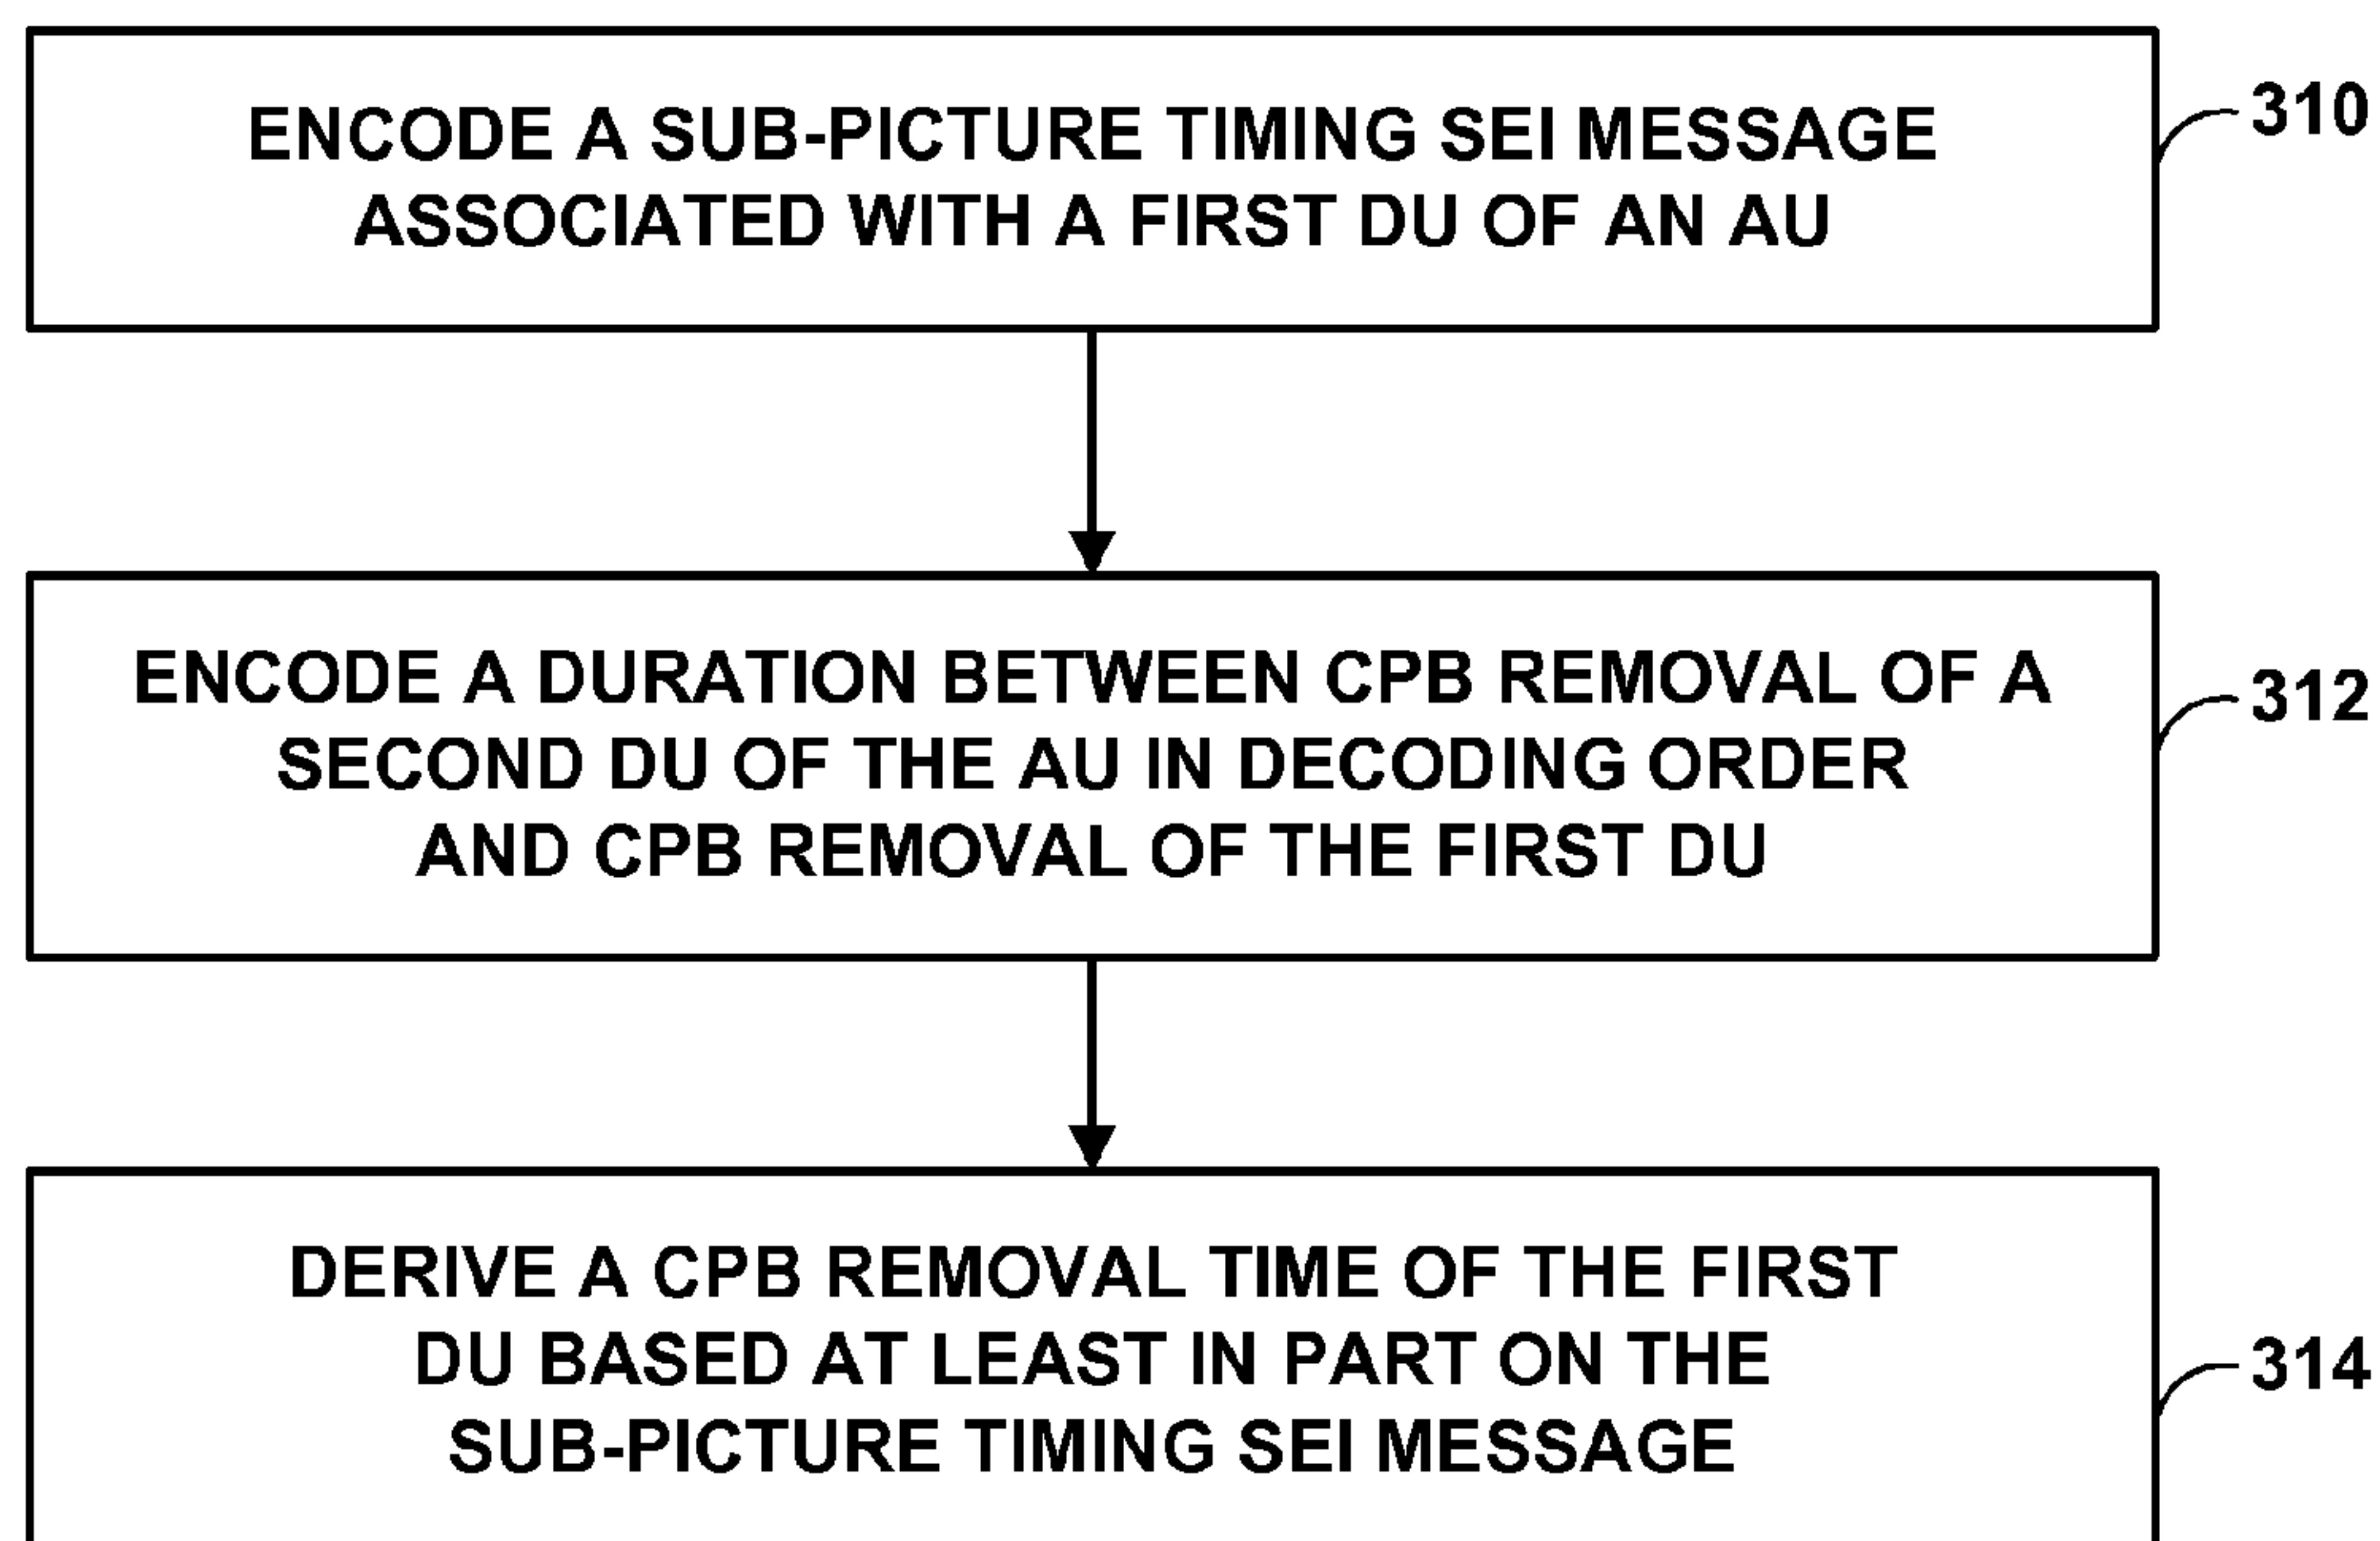 ENCODE A SUB-PICTURE TIMING SEI MESSAGE
ASSOCIATED WITH A FIRST DU OF AN AU
310
ENCODE A DURATION BETWEEN CPB REMOVAL OF A
SECOND DU OF THE AU IN DECODING ORDER
AND CPB REMOVAL OF THE FIRST DU
312
DERIVE A CPB REMOVAL TIME OF THE FIRST
DU BASED AT LEAST IN PART ON THE
SUB-PICTURE TIMING SEI MESSAGE
314